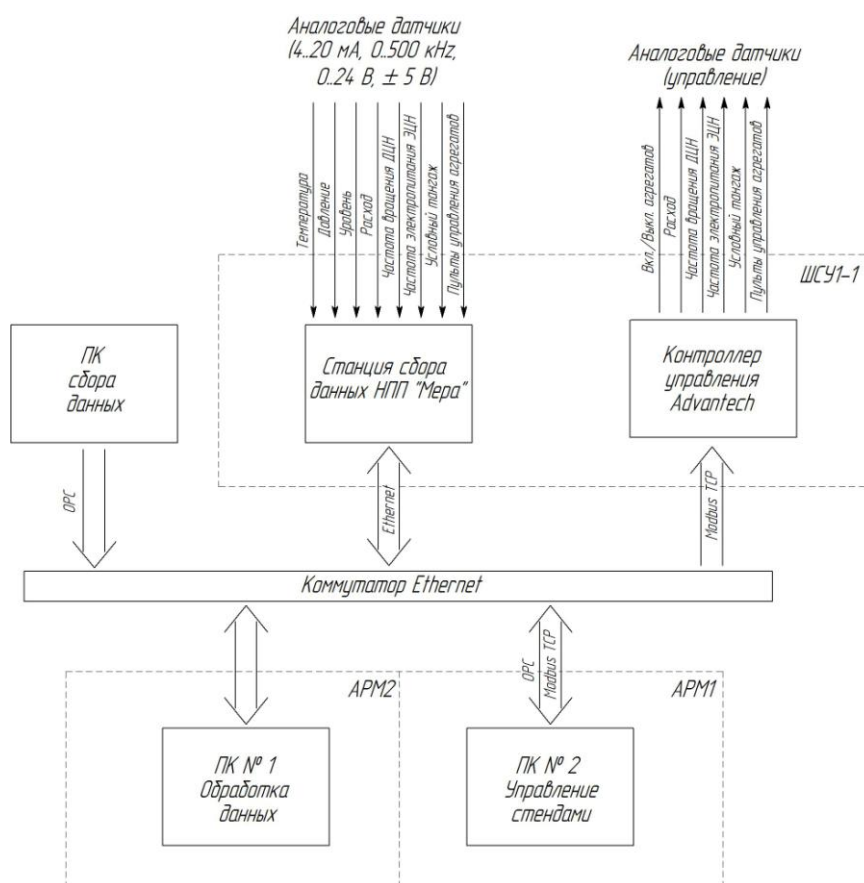 Аналоговые датчики
(4..20 мА, 0..500 kHz,
0..24 В, ± 5 В)
Аналоговые датчики
(управление)
Температура
Давление
Уровень
Расход
Частота вращения ДЦН
Частота электропитания ЭЦН
Условный тангаж
Пульты управления агрегатов
Вкл./Выкл. агрегатов
Расход
Частота вращения ДЦН
Частота электропитания ЭЦН
Условный тангаж
Пульты управления агрегатов
ШСУ1-1
ПК
сбора
данных
Станция сбора
данных НПП "Мера"
Контроллер
управления
Advantech
OPC
Ethernet
Modbus TCP
Коммутатор Ethernet
OPC
Modbus TCP
АРМ2
АРМ1
ПК № 1
Обработка
данных
ПК № 2
Управление
стендами